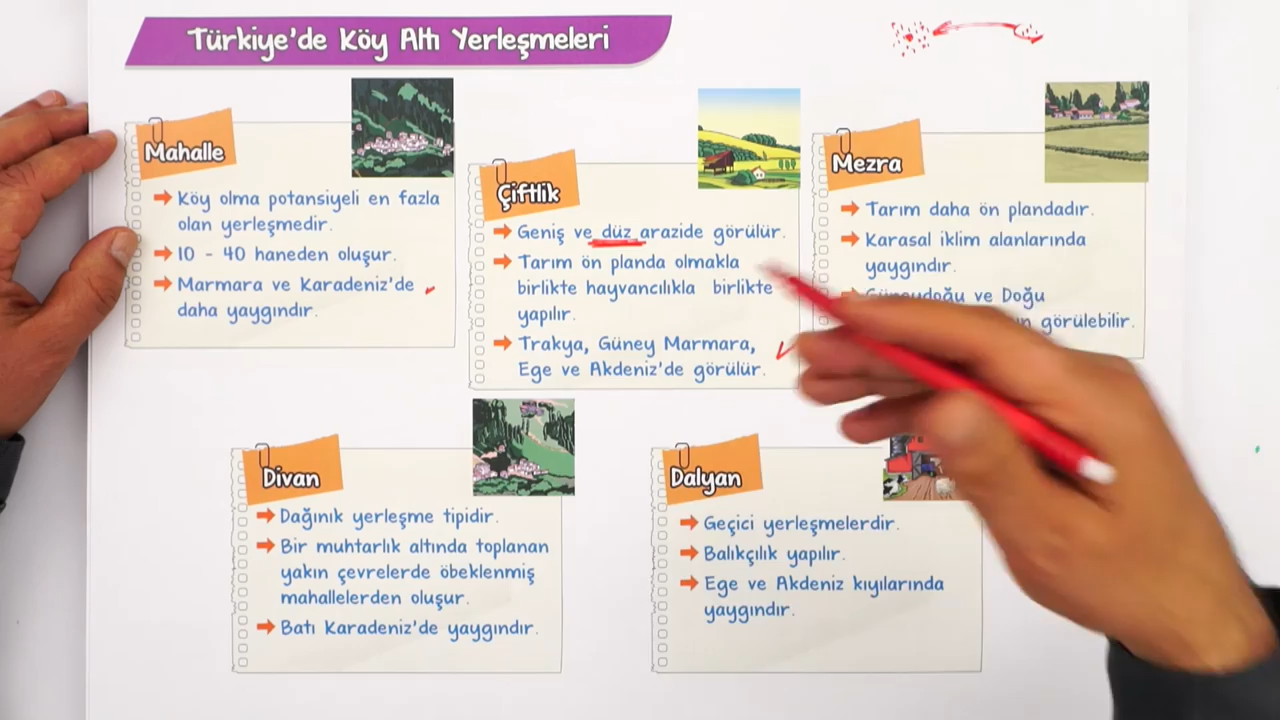 Türkiye'de Köy Altı Yerleşmeleri
Mahalle
Köy olma potansiyeli en fazla
olan yerleşmedir.
10 - 40 haneden oluşur.
Marmara ve Karadeniz'de
daha yaygındır.
Çiftlik
Geniş ve düz arazide görülür.
Tarım ön planda olmakla
birlikte hayvancılıkla birlikte
yapılır.
Trakya, Güney Marmara,
Ege ve Akdeniz'de görülür.
Mezra
Tarım daha ön plandadır.
Karasal iklim alanlarında
yaygındır.
Güneydoğu ve Doğu
görülebilir.
Divan
Dağınık yerleşme tipidir.
Bir muhtarlık altında toplanan
yakın çevrelerde öbeklenmiş
mahallelerden oluşur.
Batı Karadeniz'de yaygındır.
Dalyan
Geçici yerleşmelerdir.
Balıkçılık yapılır.
Ege ve Akdeniz kıyılarında
yaygındır.